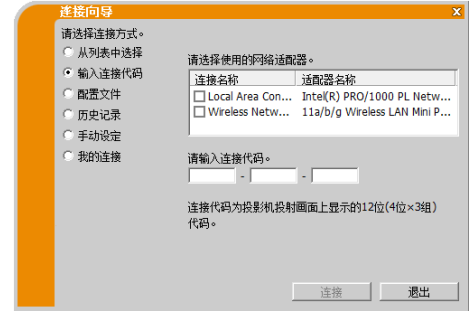 连接向导
x
请选择连接方式。
从列表中选择
输入连接代码
配置文件
历史记录
手动设定
我的连接
请选择使用的网络适配器。
连接名称 适配器名称
Local Area Con... Intel(R) PRO/1000 PL Netw...
Wireless Netw... 11a/b/g Wireless LAN Mini P...
请输入连接代码。
- -
连接代码为投影机投射画面上显示的12位(4位×3组)
代码。
连接 退出